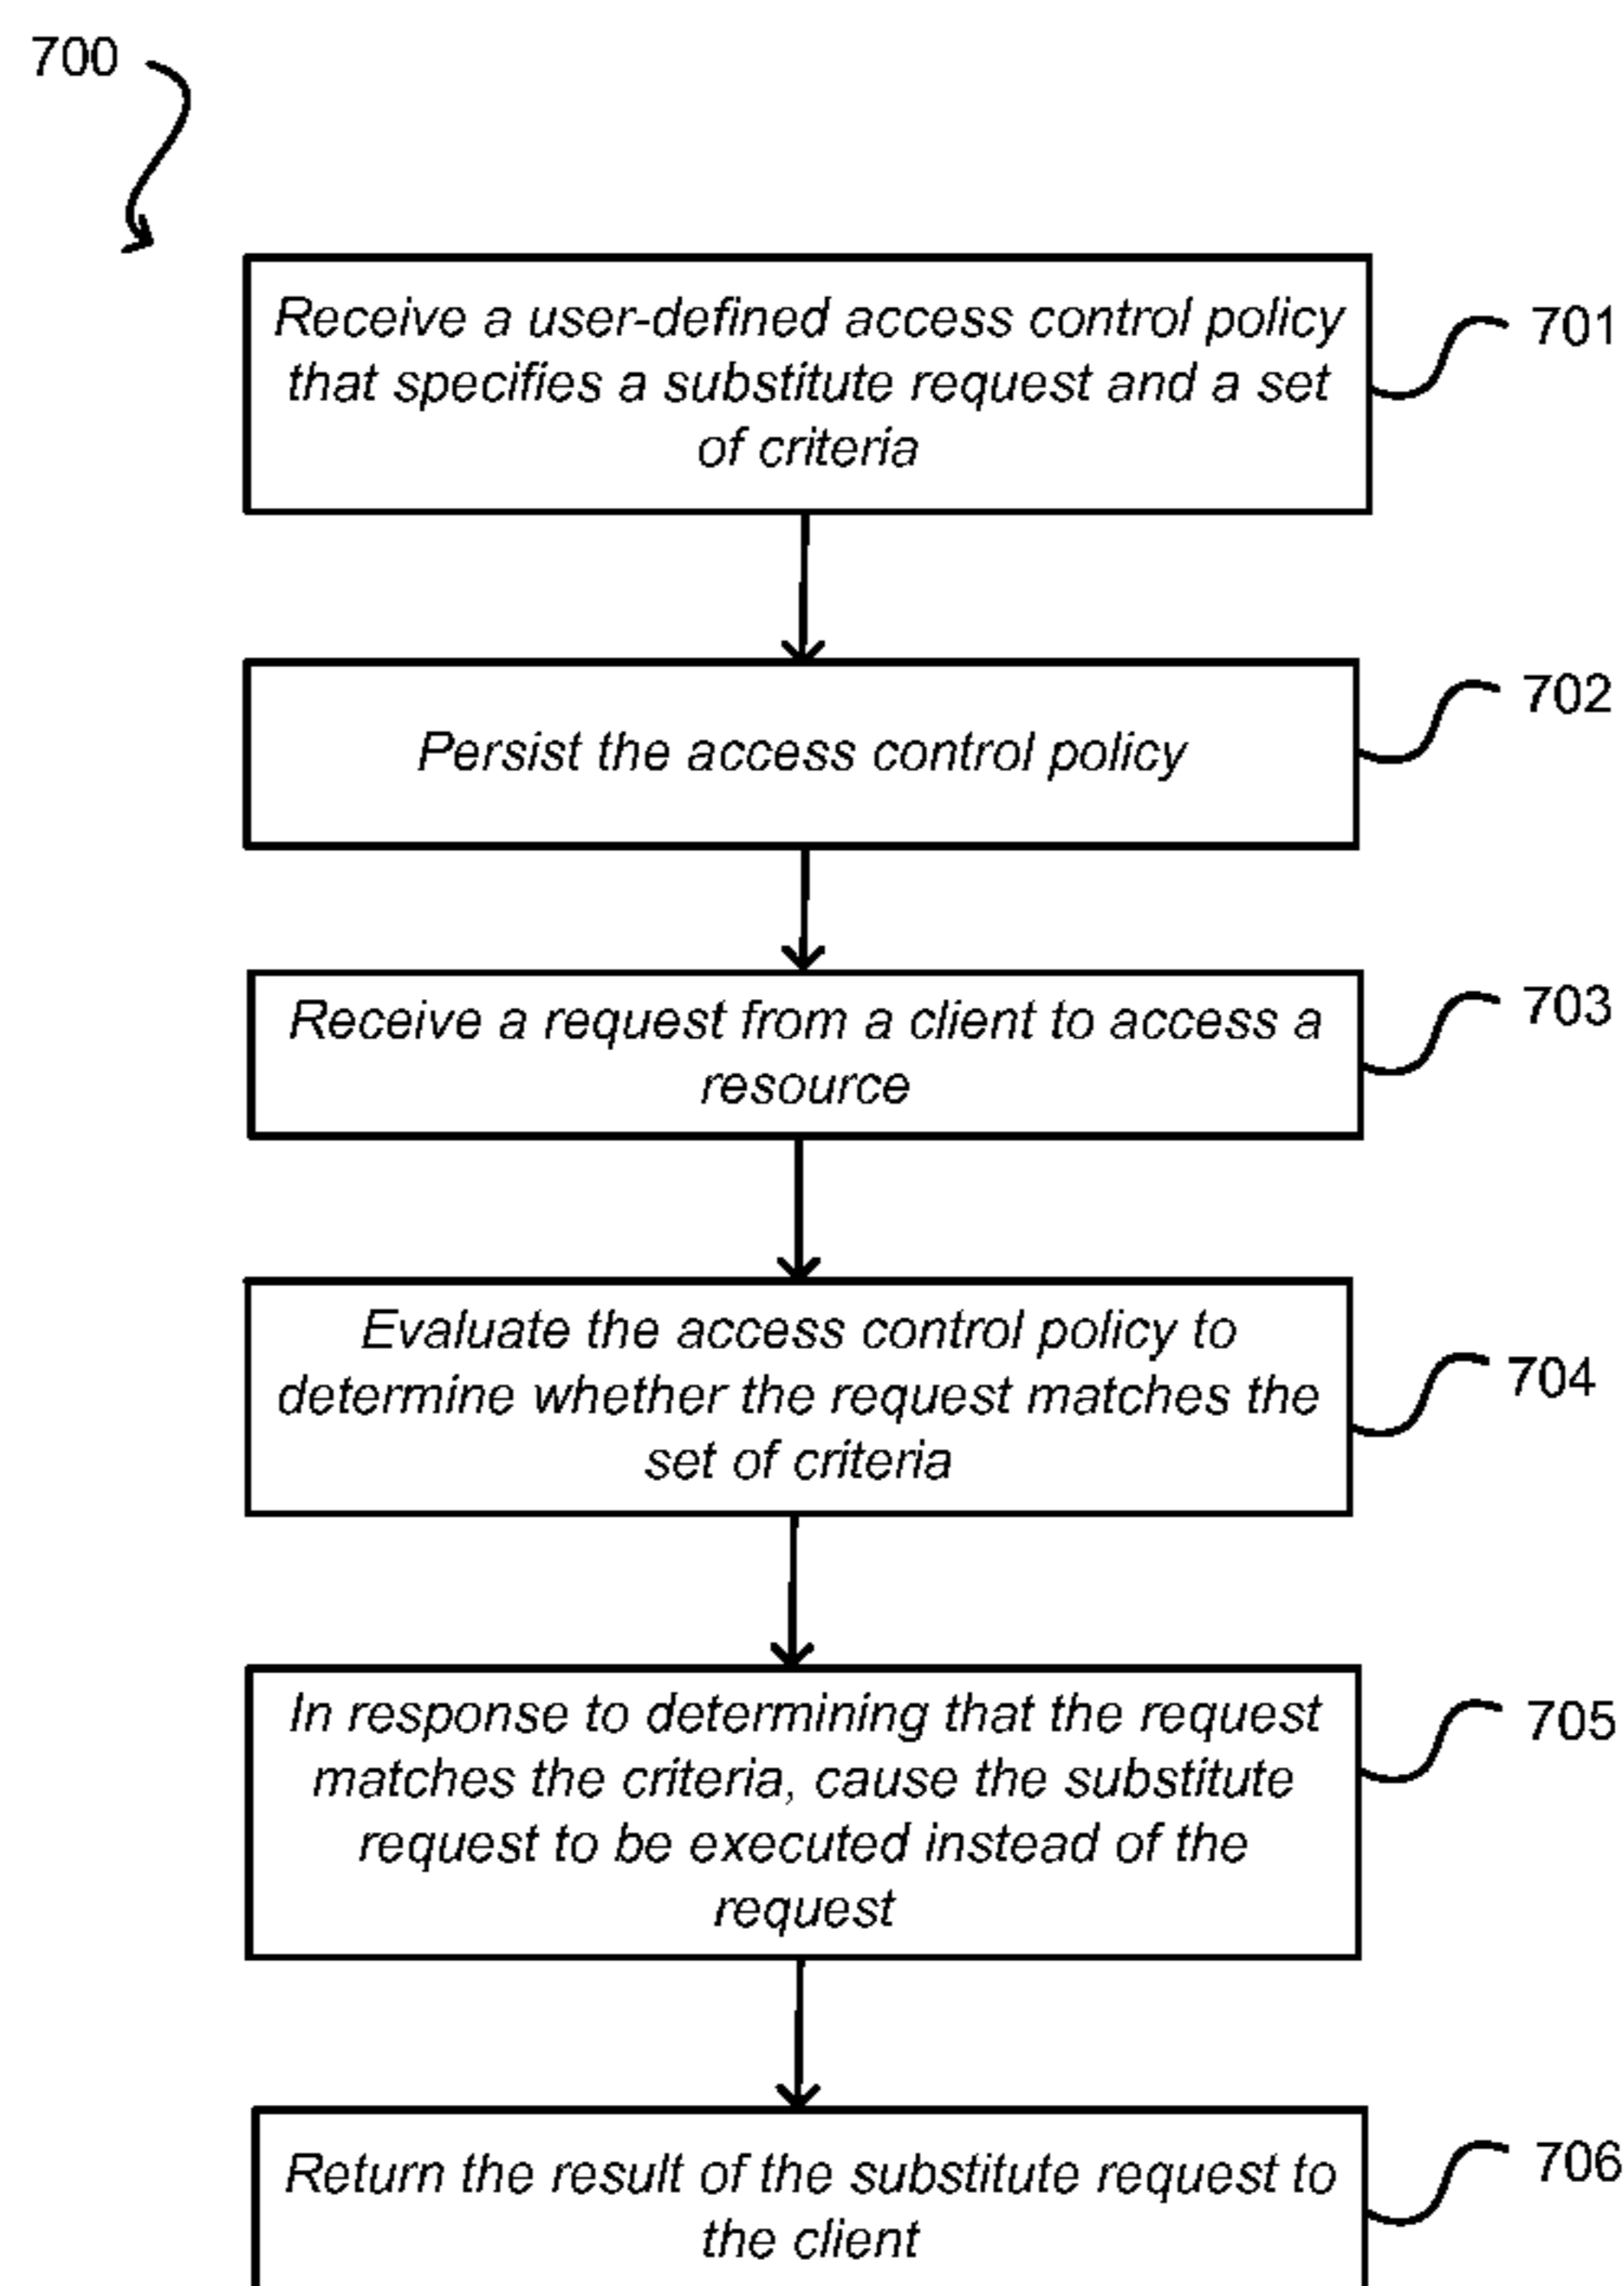 700
Receive a user-defined access control policy
that specifies a substitute request and a set
of criteria
701
Persist the access control policy
702
Receive a request from a client to access a
resource
703
Evaluate the access control policy to
determine whether the request matches the
set of criteria
704
In response to determining that the request
matches the criteria, cause the substitute
request to be executed instead of the
request
705
Return the result of the substitute request to
the client
706